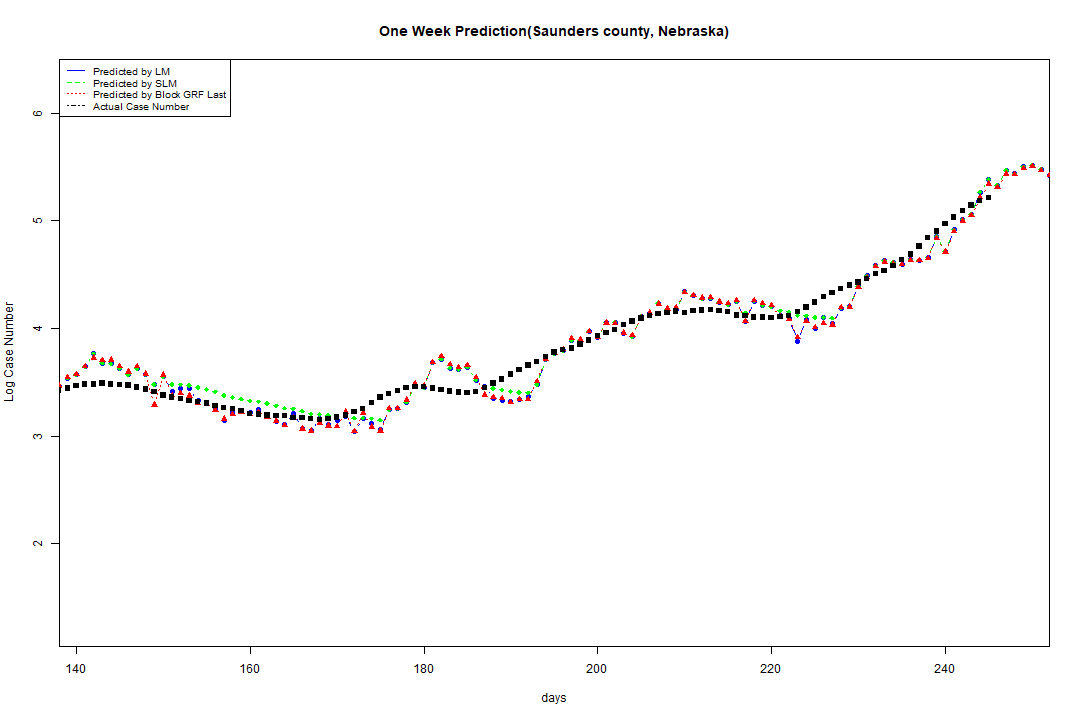 One Week Prediction(Saunders county, Nebraska)
Predicted by LM
Predicted by SLM
Predicted by Block GRF Last
Actual Case Number
6
5
4
3
2
Log Case Number
140 160 180 200 220 240
days